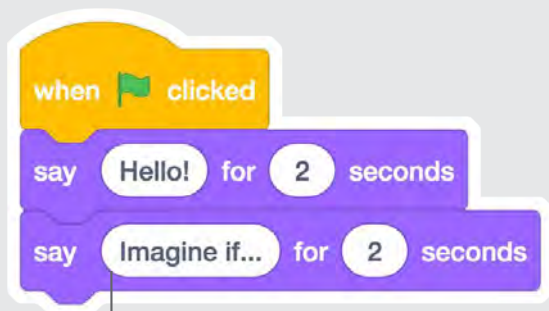 when clicked
say Hello! for 2 seconds
say Imagine if... for 2 seconds